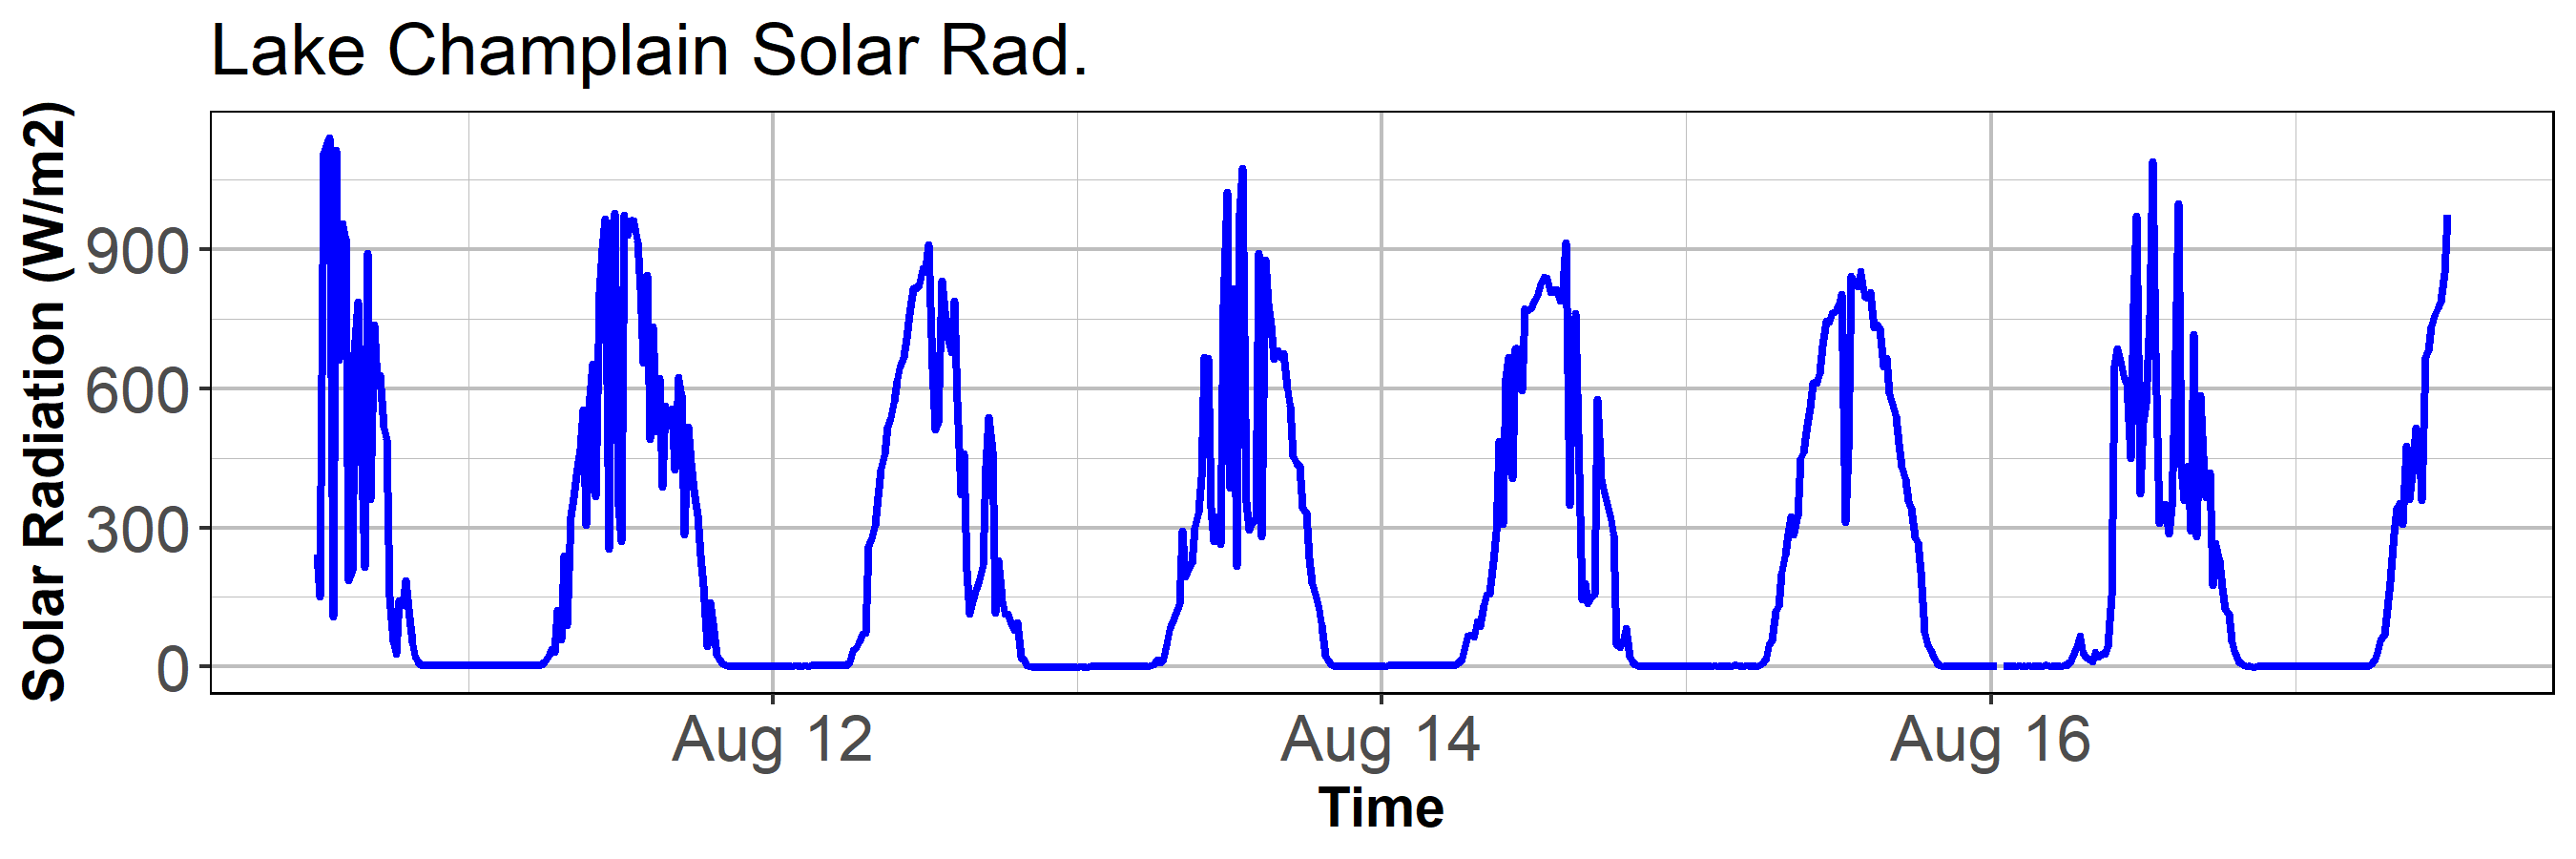 Lake Champlain Solar Rad.
Solar Radiation (W/m2)
900
600
300
0
Aug 12
Aug 14
Aug 16
Time